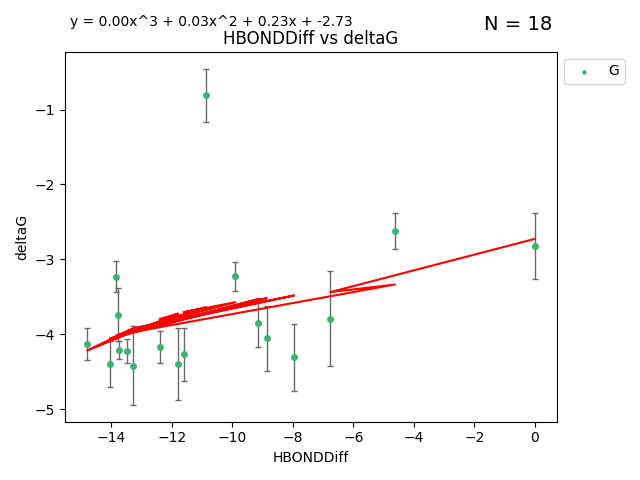 y = 0.00x^3 + 0.03x^2 + 0.23x + -2.73
N = 18
HBONDDiff vs deltaG
G
deltaG
−1
−2
−3
−4
−5
−14
−12
−10
−8
−6
−4
−2
0
HBONDDiff